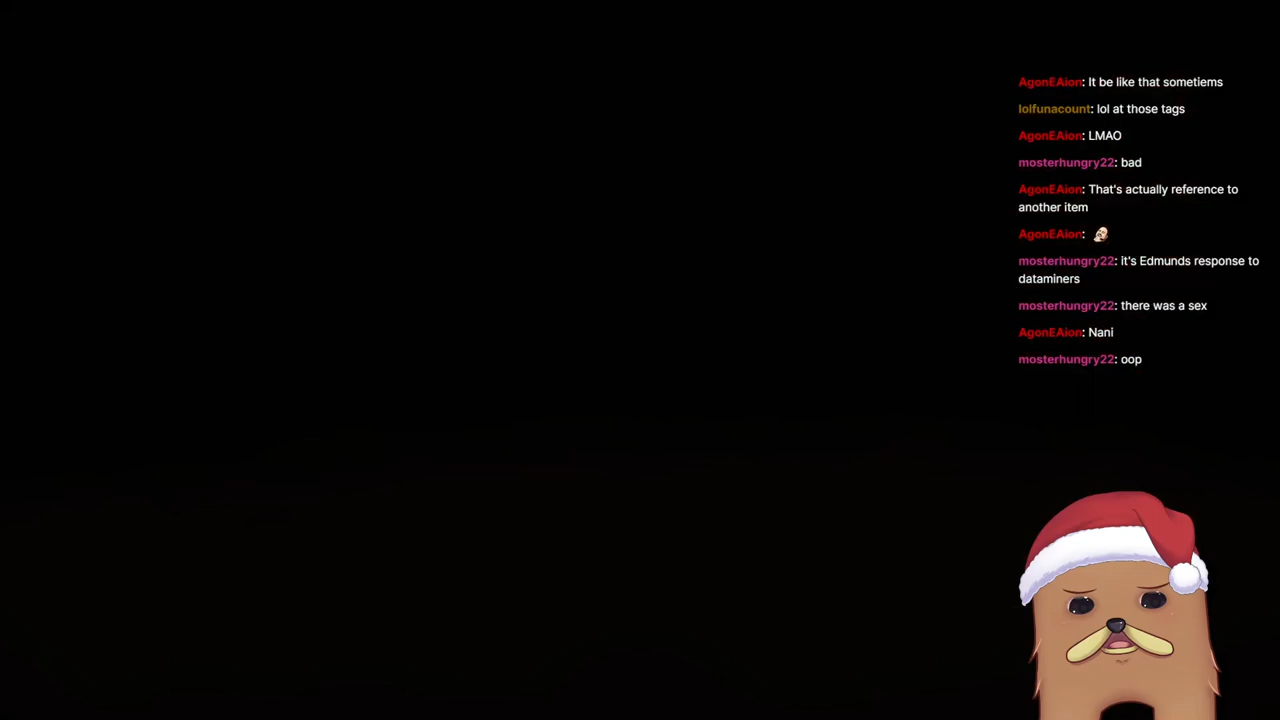 AgonEAion: It be like that sometiems
lolfunacount: lol at those tags
AgonEAion: LMAO
mosterhungry22: bad
AgonEAion: That's actually reference to
another item
AgonEAion:
mosterhungry22: it's Edmunds response to
dataminers
mosterhungry22: there was a sex
AgonEAion: Nani
mosterhungry22: oop